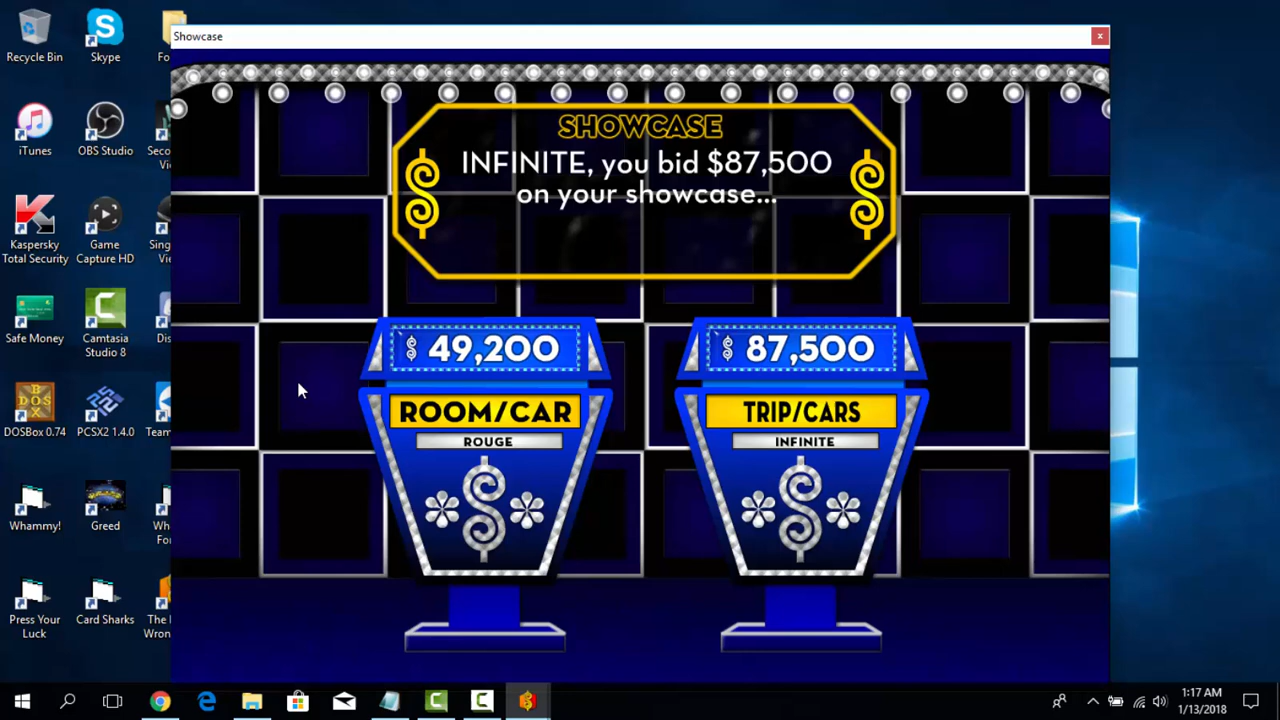 Showcase
SHOWCASE
INFINITE, you bid $87,500
on your showcase...
$ 49,200
$ 87,500
ROOM/CAR
TRIP/CARS
ROUGE
INFINITE
Recycle Bin
Skype
iTunes
OBS Studio
Kaspersky
Total Security
Game
Capture HD
Safe Money
Camtasia
Studio 8
DOSBox 0.74
PCSX2 1.4.0
Whammy!
Greed
Press Your
Luck
Card Sharks
1:17 AM
1/13/2018